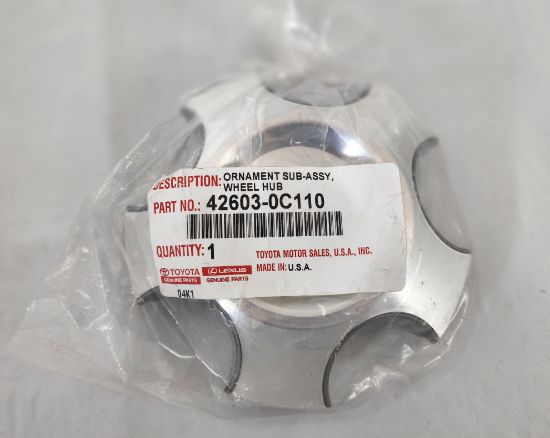 DESCRIPTION: ORNAMENT SUB-ASSY,
WHEEL HUB
PART NO.: 42603-0C110
QUANTITY: 1
TOYOTA MOTOR SALES, U.S.A., INC.
TOYOTA LEXUS
GENUINE PARTS GENUINE PARTS
MADE IN: U.S.A.
04K1